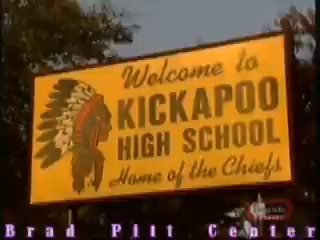 Welcome to
KICKAPOO
HIGH SCHOOL
Home of the Chiefs
Brad Pitt Center